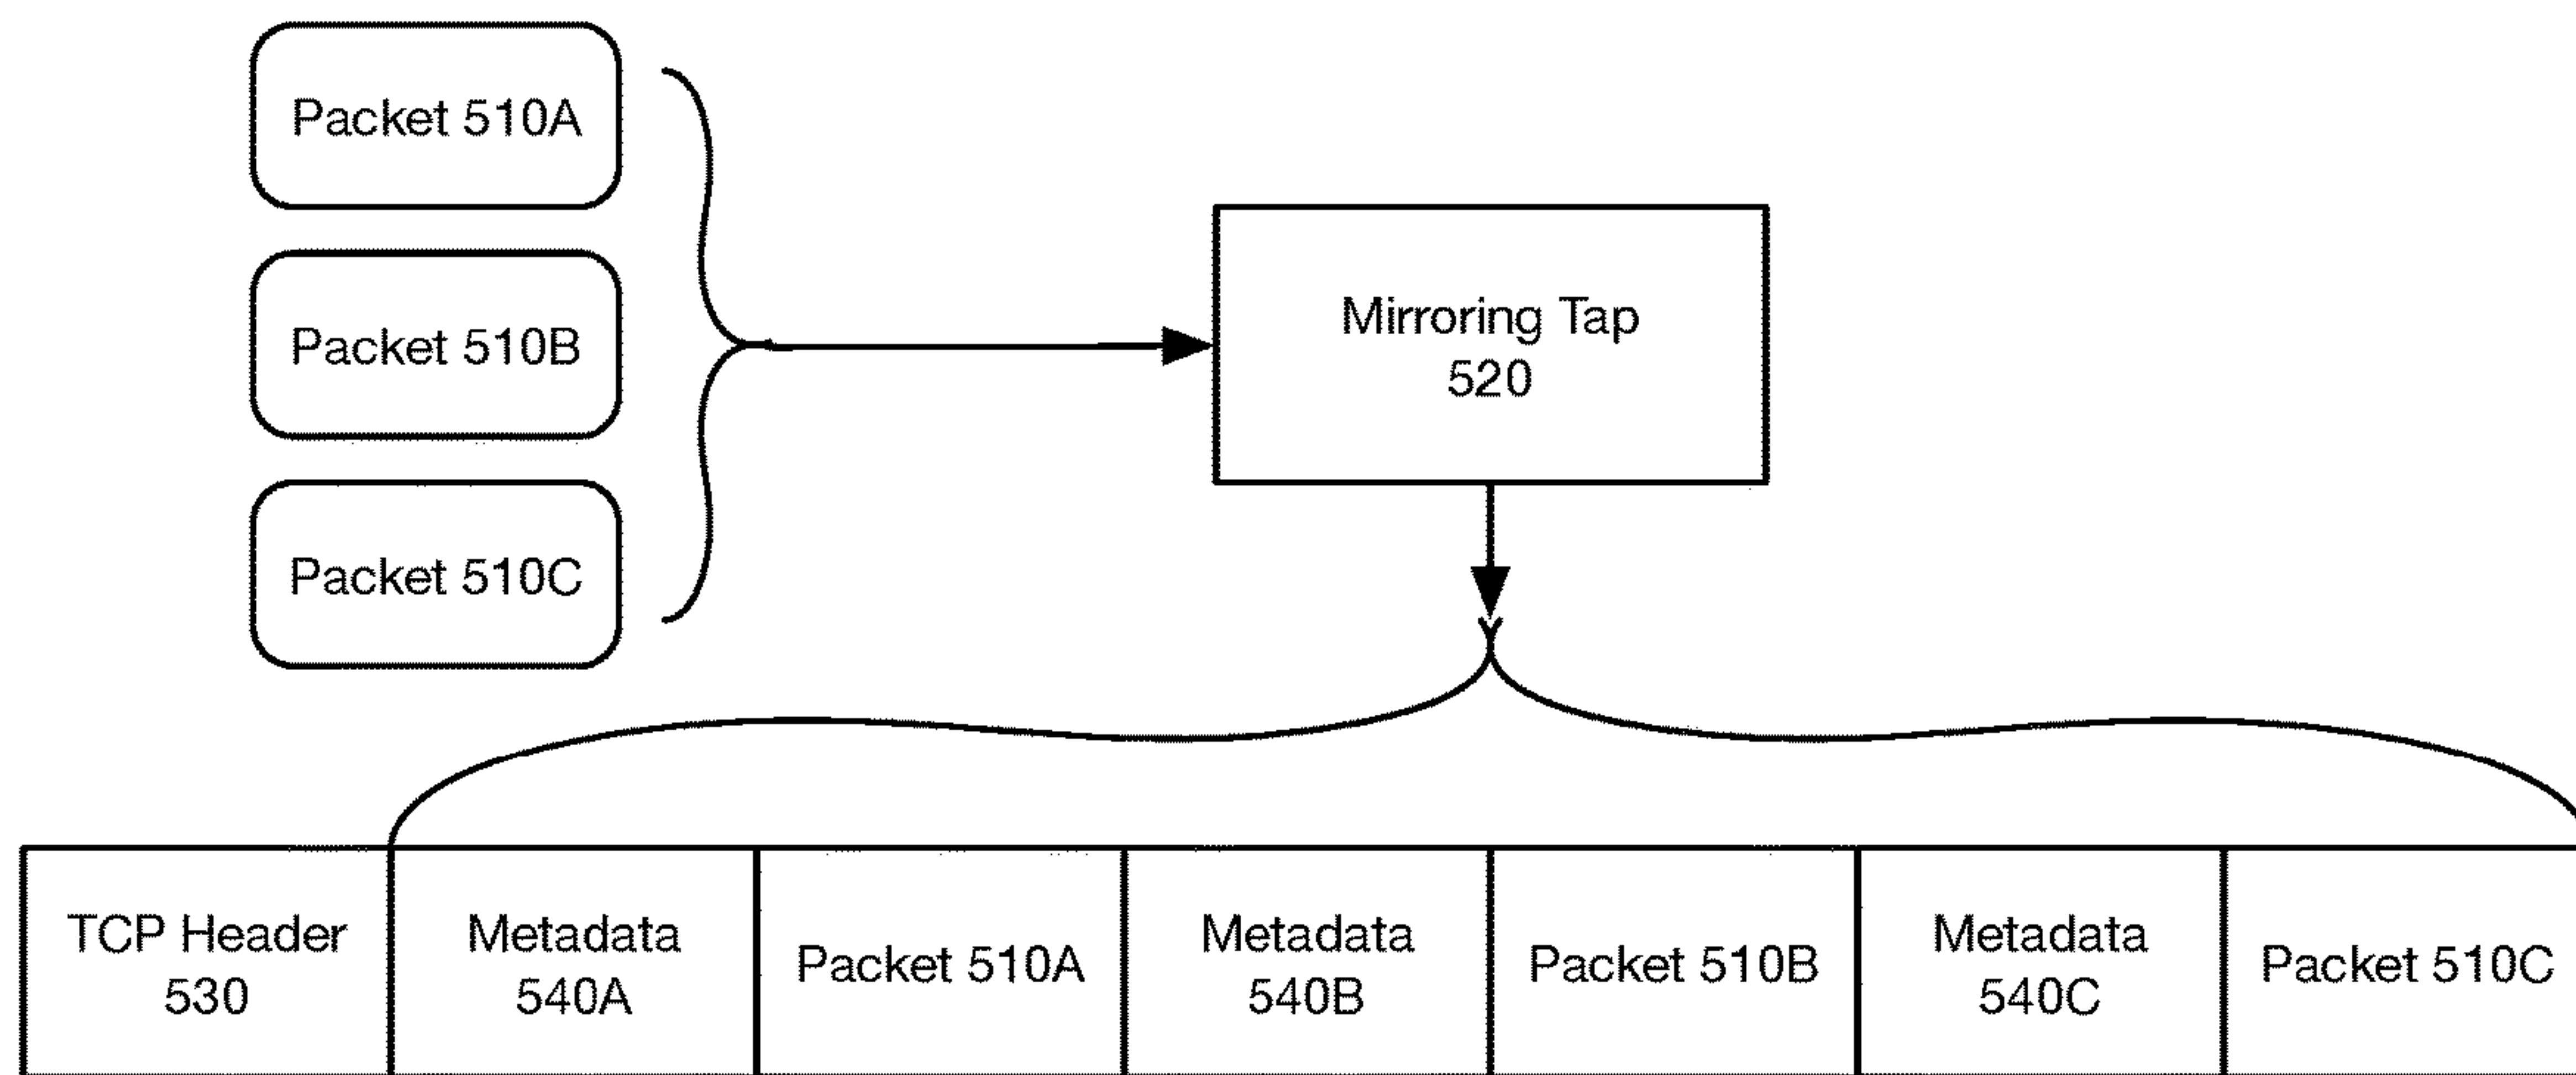 Packet 510A
Packet 510B
Packet 510C
Mirroring Tap
520
TCP Header
530
Metadata
540A
Packet 510A
Metadata
540B
Packet 510B
Metadata
540C
Packet 510C